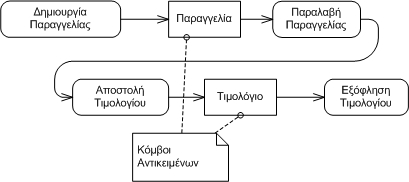 Δημιουργία
Παραγγελίας
Παραγγελία
Παραλαβή
Παραγγελίας
Αποστολή
Τιμολογίου
Τιμολόγιο
Εξόφληση
Τιμολογίου
Κόμβοι
Αντικειμένων